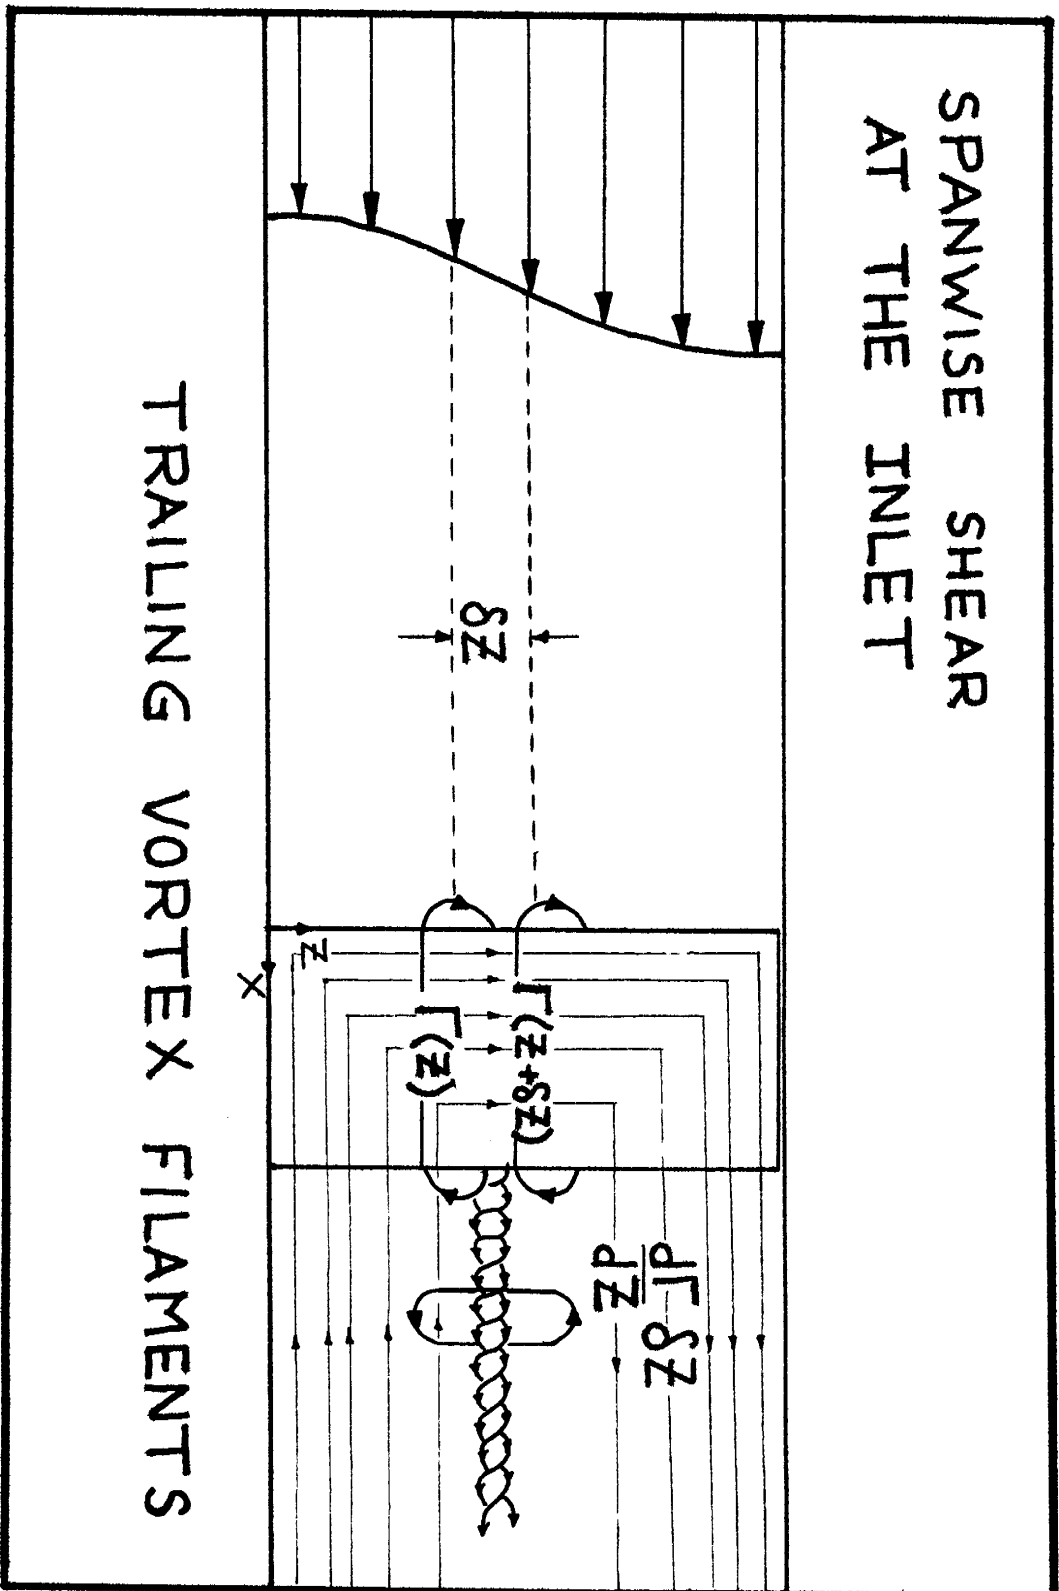 SPANWISE SHEAR
AT THE INLET
δZ
Z
X
Γ(Z+δZ)
Γ(Z)
dΓ/dZ δZ
TRAILING VORTEX FILAMENTS